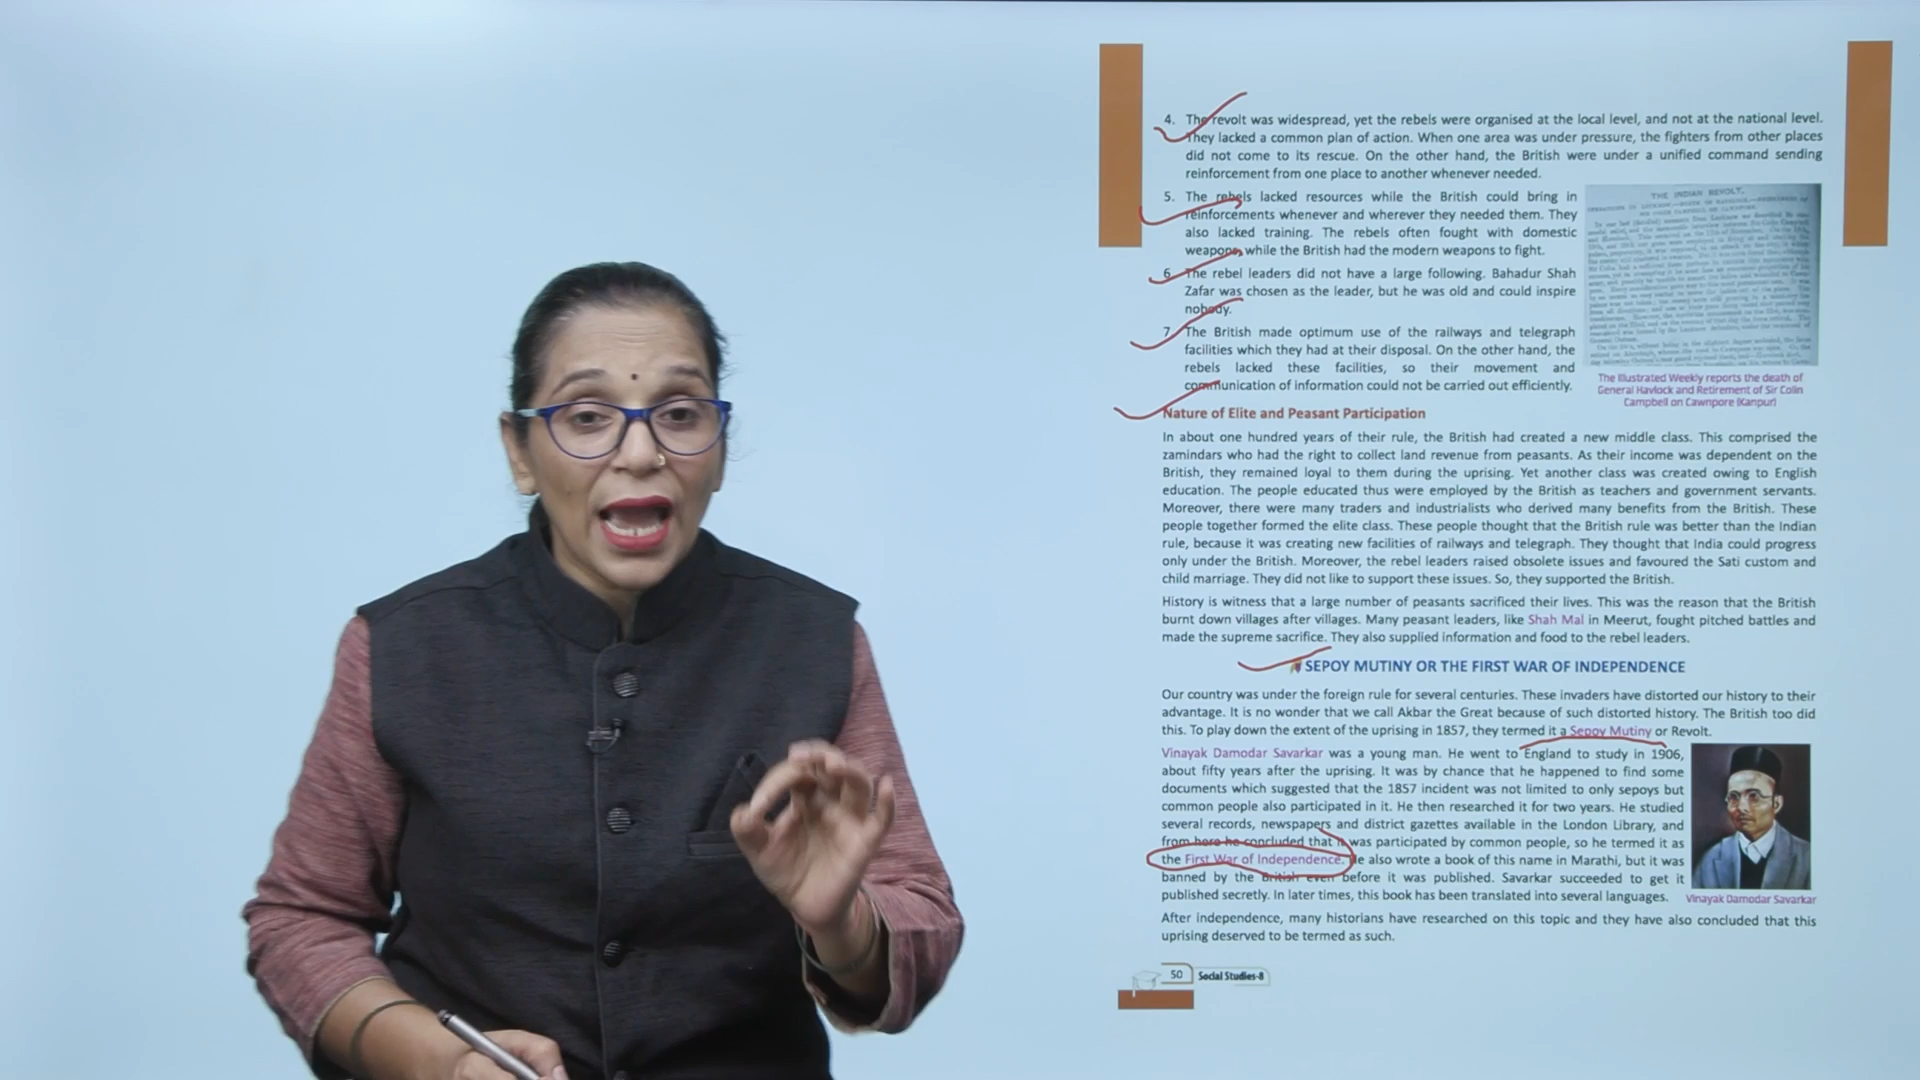 4. The revolt was widespread, yet the rebels were organised at the local level, and not at the national level.
They lacked a common plan of action. When one area was under pressure, the fighters from other places
did not come to its rescue. On the other hand, the British were under a unified command sending
reinforcement from one place to another whenever needed.
5. The rebels lacked resources while the British could bring in
reinforcements whenever and wherever they needed them. They
also lacked training. The rebels often fought with domestic
weapons, while the British had the modern weapons to fight.
6. The rebel leaders did not have a large following. Bahadur Shah
Zafar was chosen as the leader, but he was old and could inspire
nobody.
7. The British made optimum use of the railways and telegraph
facilities which they had at their disposal. On the other hand, the
rebels lacked these facilities, so their movement and
communication of information could not be carried out efficiently.
THE INDIAN REVOLT.
The Illustrated Weekly reports the death of
General Havlock and Retirement of Sir Colin
Campbell on Cawnpore (Kanpur)
Nature of Elite and Peasant Participation
In about one hundred years of their rule, the British had created a new middle class. This comprised the
zamindars who had the right to collect land revenue from peasants. As their income was dependent on the
British, they remained loyal to them during the uprising. Yet another class was created owing to English
education. The people educated thus were employed by the British as teachers and government servants.
Moreover, there were many traders and industrialists who derived many benefits from the British. These
people together formed the elite class. These people thought that the British rule was better than the Indian
rule, because it was creating new facilities of railways and telegraph. They thought that India could progress
only under the British. Moreover, the rebel leaders raised obsolete issues and favoured the Sati custom and
child marriage. They did not like to support these issues. So, they supported the British.
History is witness that a large number of peasants sacrificed their lives. This was the reason that the British
burnt down villages after villages. Many peasant leaders, like Shah Mal in Meerut, fought pitched battles and
made the supreme sacrifice. They also supplied information and food to the rebel leaders.
SEPOY MUTINY OR THE FIRST WAR OF INDEPENDENCE
Our country was under the foreign rule for several centuries. These invaders have distorted our history to their
advantage. It is no wonder that we call Akbar the Great because of such distorted history. The British too did
this. To play down the extent of the uprising in 1857, they termed it a Sepoy Mutiny or Revolt.
Vinayak Damodar Savarkar was a young man. He went to England to study in 1906,
about fifty years after the uprising. It was by chance that he happened to find some
documents which suggested that the 1857 incident was not limited to only sepoys but
common people also participated in it. He then researched it for two years. He studied
several records, newspapers and district gazettes available in the London Library, and
from here he concluded that it was participated by common people, so he termed it as
the First War of Independence. He also wrote a book of this name in Marathi, but it was
banned by the British even before it was published. Savarkar succeeded to get it
published secretly. In later times, this book has been translated into several languages.
Vinayak Damodar Savarkar
After independence, many historians have researched on this topic and they have also concluded that this
uprising deserved to be termed as such.
50 Social Studies-8